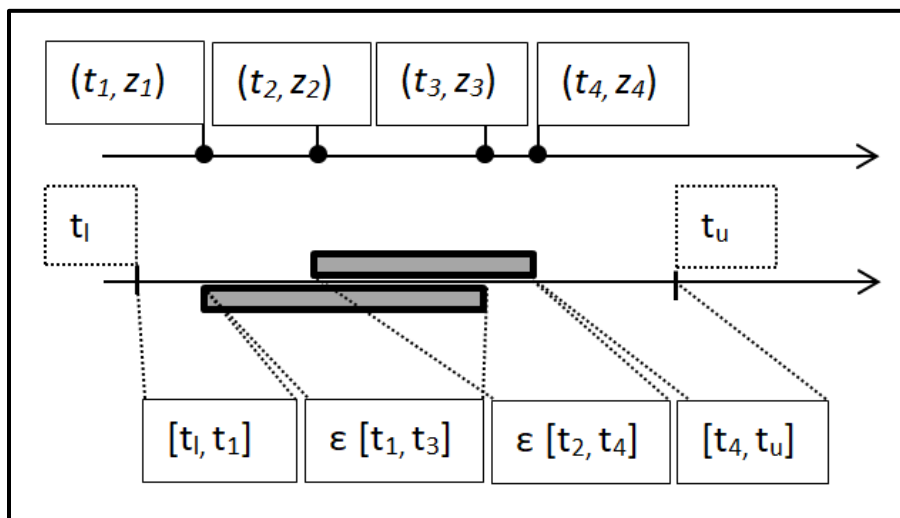 (t₁, z₁) (t₂, z₂) (t₃, z₃) (t₄, z₄)
tₗ tᵤ
[tₗ, t₁] ε [t₁, t₃] ε [t₂, t₄] [t₄, tᵤ]